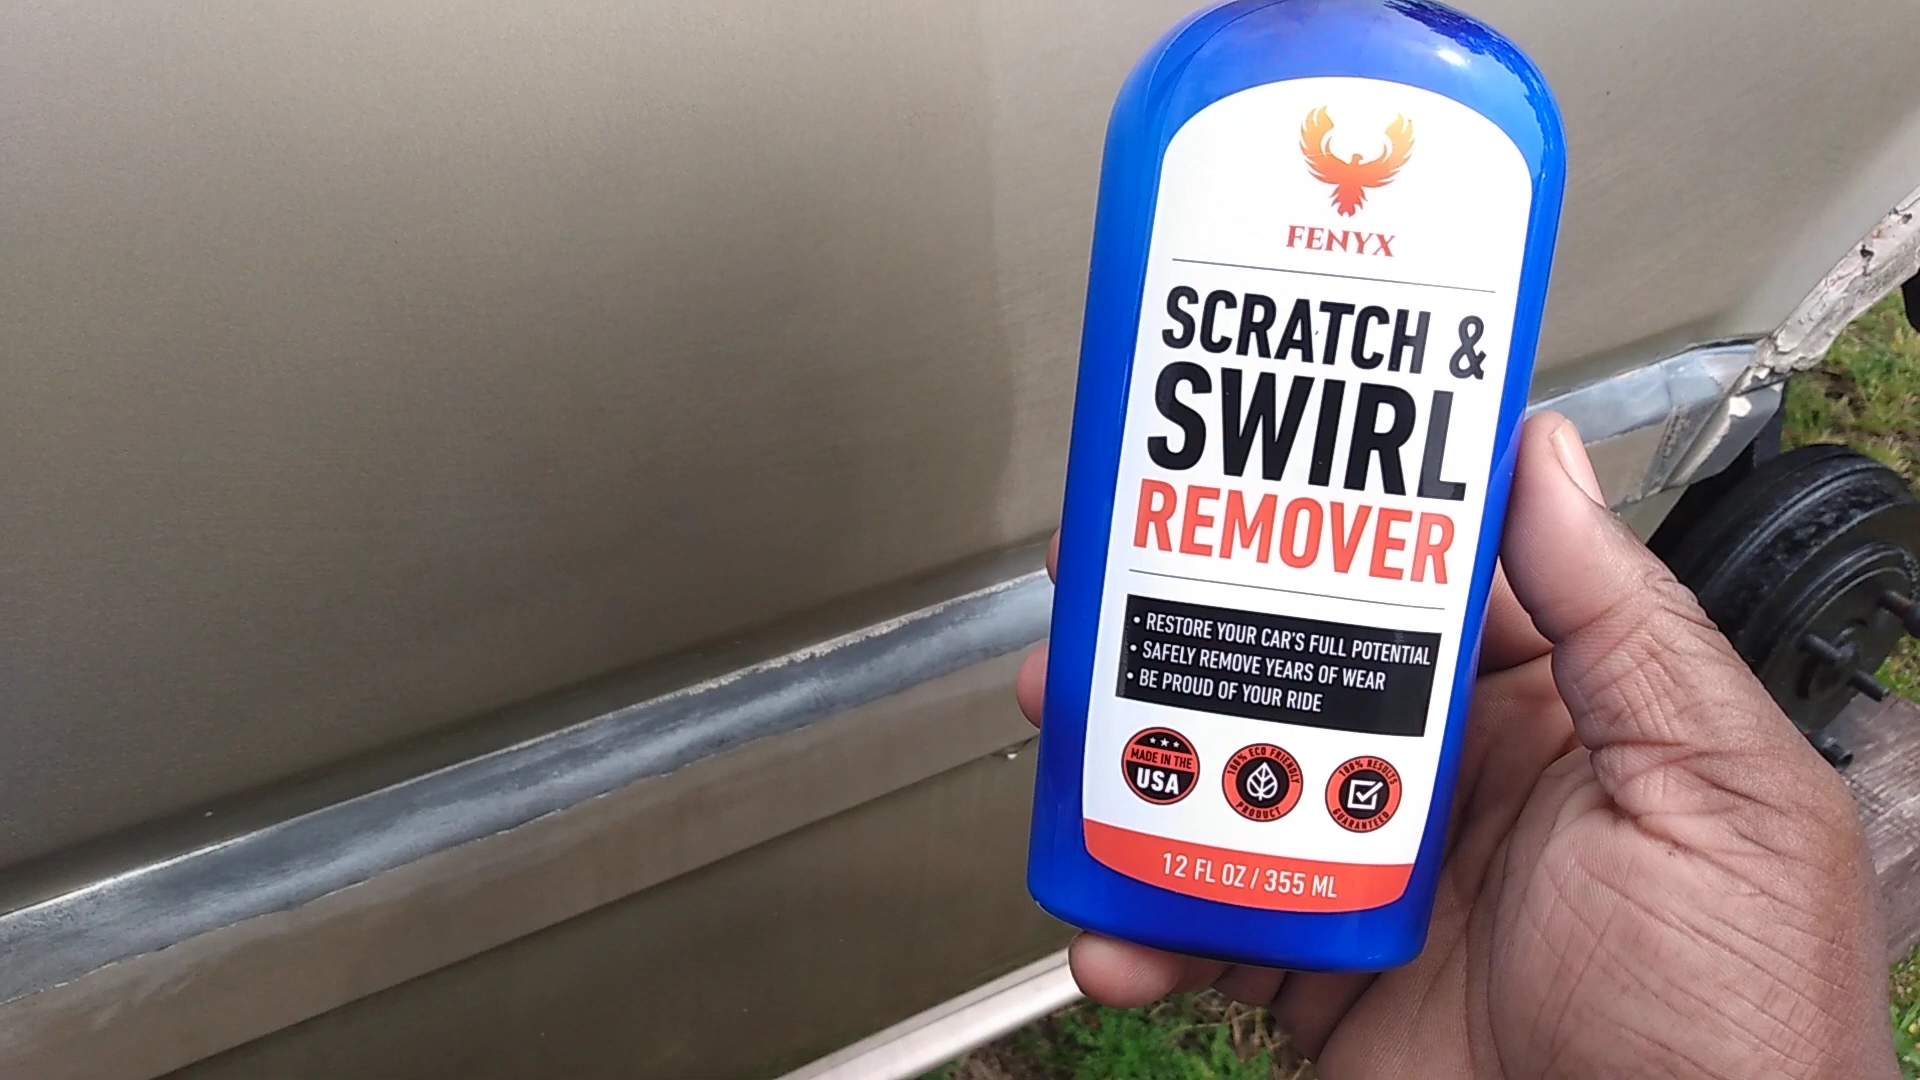 FENYX
SCRATCH &
SWIRL
REMOVER
• RESTORE YOUR CAR'S FULL POTENTIAL
• SAFELY REMOVE YEARS OF WEAR
• BE PROUD OF YOUR RIDE
MADE IN THE
USA
100% ECO FRIENDLY
PRODUCT
100% RESULTS
GUARANTEED
12 FL OZ / 355 ML